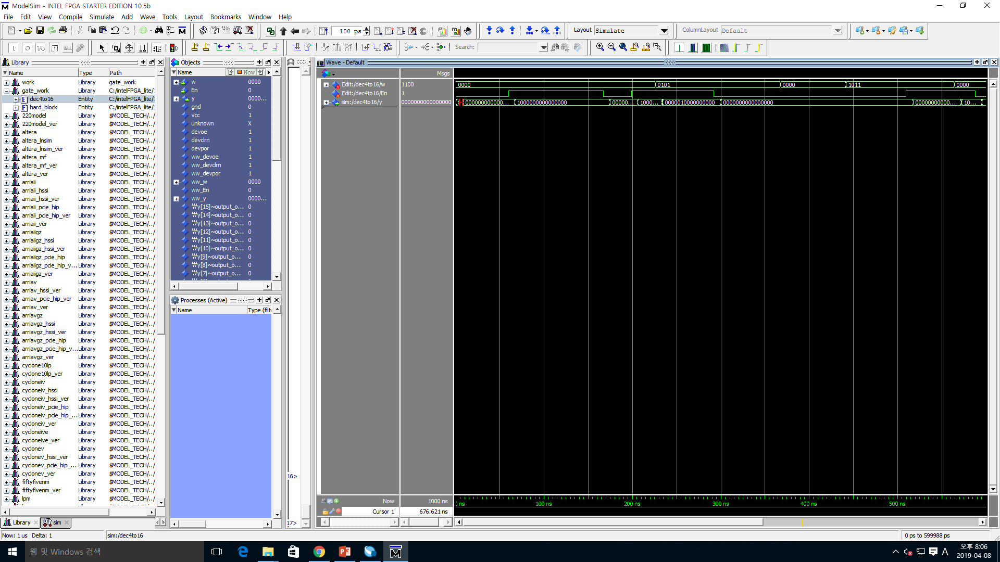 ModelSim - INTEL FPGA STARTER EDITION 10.5b
File Edit View Compile Simulate Add Wave Tools Layout Bookmarks Window Help
100 ps
Layout Simulate
ColumnLayout Default
ALL
Search:
Library
Name Type Path
work Library gate_work
gate_work Library C:/intelFPGA_lite/
dec4to16 Entity C:/intelFPGA_lite/
hard_block Entity C:/intelFPGA_lite/
220model Library $MODEL_TECH/../
220model_ver Library $MODEL_TECH/../
altera Library $MODEL_TECH/../
altera_lnsim Library $MODEL_TECH/../
altera_lnsim_ver Library $MODEL_TECH/../
altera_mf Library $MODEL_TECH/../
altera_mf_ver Library $MODEL_TECH/../
altera_ver Library $MODEL_TECH/../
arriaii Library $MODEL_TECH/../
arriaii_hssi Library $MODEL_TECH/../
arriaii_hssi_ver Library $MODEL_TECH/../
arriaii_pcie_hip Library $MODEL_TECH/../
arriaii_pcie_hip_ver Library $MODEL_TECH/../
arriaii_ver Library $MODEL_TECH/../
arriaiigz Library $MODEL_TECH/../
arriaiigz_hssi Library $MODEL_TECH/../
arriaiigz_hssi_ver Library $MODEL_TECH/../
arriaiigz_pcie_hip Library $MODEL_TECH/../
arriaiigz_pcie_hip_v... Library $MODEL_TECH/../
arriaiigz_ver Library $MODEL_TECH/../
arriav Library $MODEL_TECH/../
arriav_hssi_ver Library $MODEL_TECH/../
arriav_pcie_hip_ver Library $MODEL_TECH/../
arriav_ver Library $MODEL_TECH/../
arriavgz Library $MODEL_TECH/../
arriavgz_hssi Library $MODEL_TECH/../
arriavgz_hssi_ver Library $MODEL_TECH/../
arriavgz_pcie_hip Library $MODEL_TECH/../
arriavgz_pcie_hip_v... Library $MODEL_TECH/../
arriavgz_ver Library $MODEL_TECH/../
cyclone10lp Library $MODEL_TECH/../
cyclone10lp_ver Library $MODEL_TECH/../
cycloneiv Library $MODEL_TECH/../
cycloneiv_hssi Library $MODEL_TECH/../
cycloneiv_hssi_ver Library $MODEL_TECH/../
cycloneiv_pcie_hip Library $MODEL_TECH/../
cycloneiv_pcie_hip_... Library $MODEL_TECH/../
cycloneiv_ver Library $MODEL_TECH/../
cycloneive Library $MODEL_TECH/../
cycloneive_ver Library $MODEL_TECH/../
cyclonev Library $MODEL_TECH/../
cyclonev_hssi_ver Library $MODEL_TECH/../
cyclonev_pcie_hip_... Library $MODEL_TECH/../
cyclonev_ver Library $MODEL_TECH/../
fiftyfivenm Library $MODEL_TECH/../
fiftyfivenm_ver Library $MODEL_TECH/../
lpm Library $MODEL_TECH/../
Library sim
Objects
Name Now
w 0000
En 0
y 0000...
gnd 0
vcc 1
unknown X
devoe 1
devclrn 1
devpor 1
ww_devoe 1
ww_devclrn 1
ww_devpor 1
ww_w 0000
ww_En 0
ww_y 0000...
₩y[15]~output_o... 0
₩y[14]~output_o... 0
₩y[13]~output_o... 0
₩y[12]~output_o... 0
₩y[11]~output_o... 0
₩y[10]~output_o... 0
₩y[9]~output_o... 0
₩y[8]~output_o... 0
₩y[7]~output_o... 0
Processes (Active)
Name Type (filt
16>
17>
Wave - Default
Msgs
Edit:/dec4to16/w 1100 0000 0101 0000 1011 0000
Edit:/dec4to16/En 1
sim:/dec4to16/y 0000000000000000 000000000000... 1000000000000000 00000... 1000... 0000010000000000 0000000000000000 00000000000... 10...
Now 1000 ns 100 ns 200 ns 300 ns 400 ns 500 ns
Cursor 1 676.621 ns
Now: 1 us Delta: 1 sim:/dec4to16 0 ps to 599988 ps
웹 및 Windows 검색
A
오후 8:06
2019-04-08